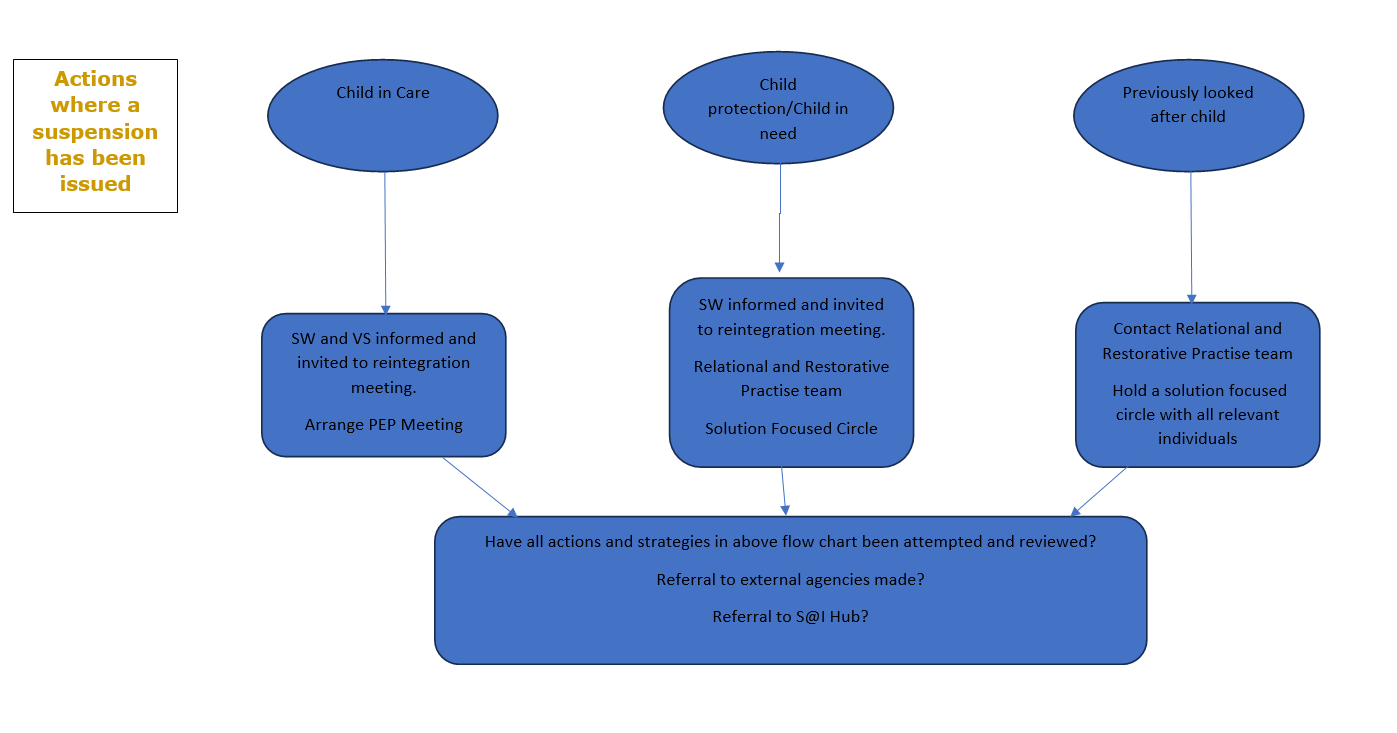 Actions
where a
suspension
has been
issued
Child in Care
Child
protection/Child in
need
Previously looked
after child
SW and VS informed and
invited to reintegration
meeting.
Arrange PEP Meeting
SW informed and invited
to reintegration meeting.
Relational and Restorative
Practise team
Solution Focused Circle
Contact Relational and
Restorative Practise team
Hold a solution focused
circle with all relevant
individuals
Have all actions and strategies in above flow chart been attempted and reviewed?
Referral to external agencies made?
Referral to S@I Hub?